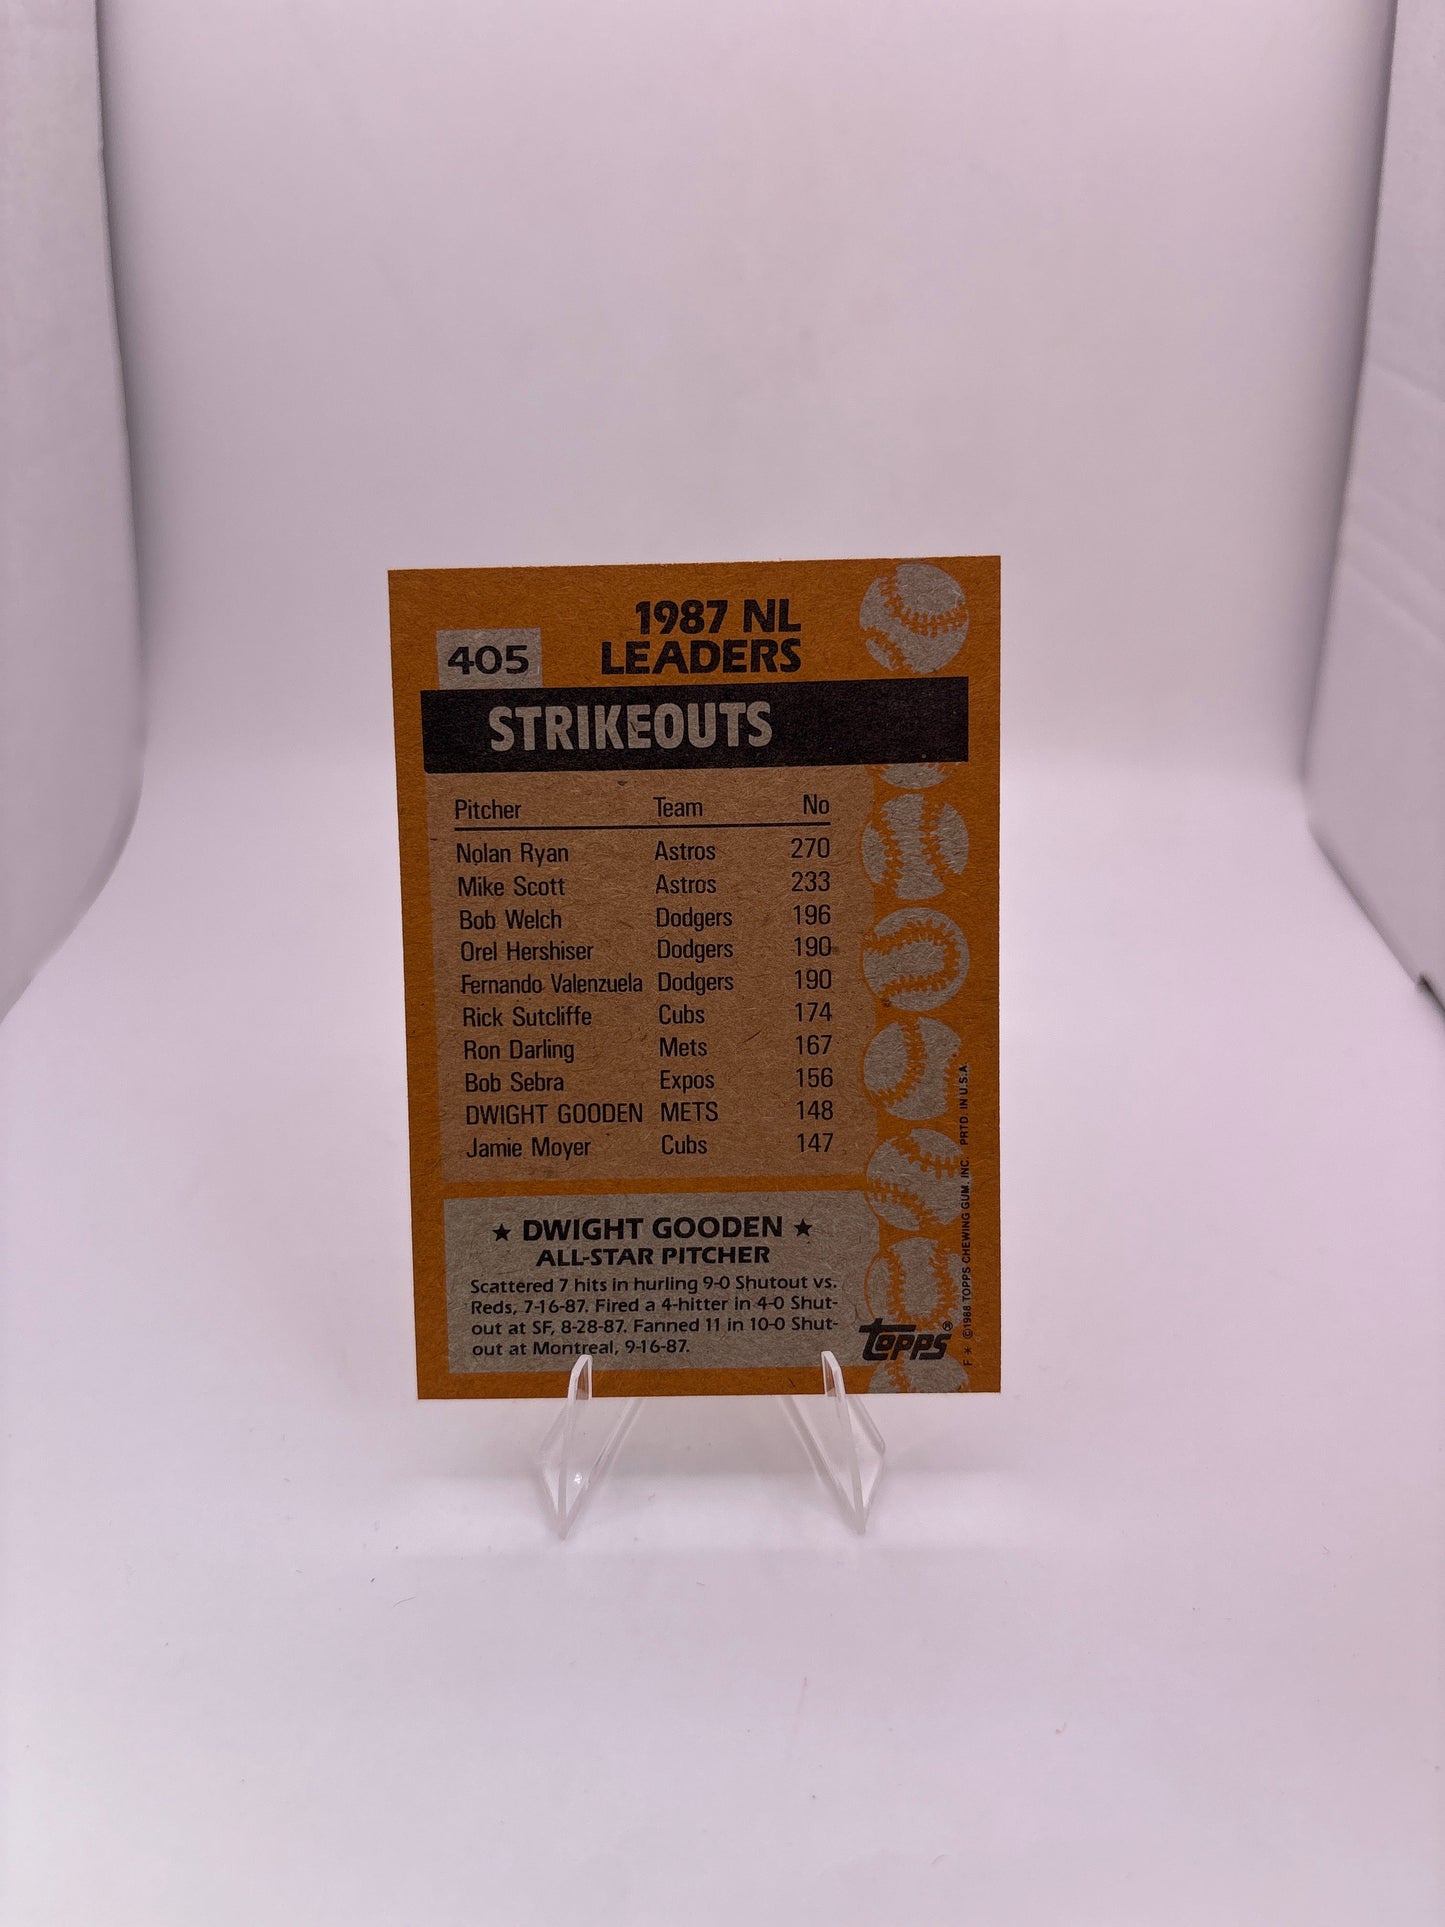 1987 NL
LEADERS
405
STRIKEOUTS
Pitcher Team No
Nolan Ryan Astros 270
Mike Scott Astros 233
Bob Welch Dodgers 196
Orel Hershiser Dodgers 190
Fernando Valenzuela Dodgers 190
Rick Sutcliffe Cubs 174
Ron Darling Mets 167
Bob Sebra Expos 156
DWIGHT GOODEN METS 148
Jamie Moyer Cubs 147
★ DWIGHT GOODEN ★
ALL-STAR PITCHER
Scattered 7 hits in hurling 9-0 Shutout vs.
Reds, 7-16-87. Fired a 4-hitter in 4-0 Shut-
out at SF, 8-28-87. Fanned 11 in 10-0 Shut-
out at Montreal, 9-16-87.
topps®
F * ©1988 TOPPS CHEWING GUM, INC. PRTD. IN U.S.A.